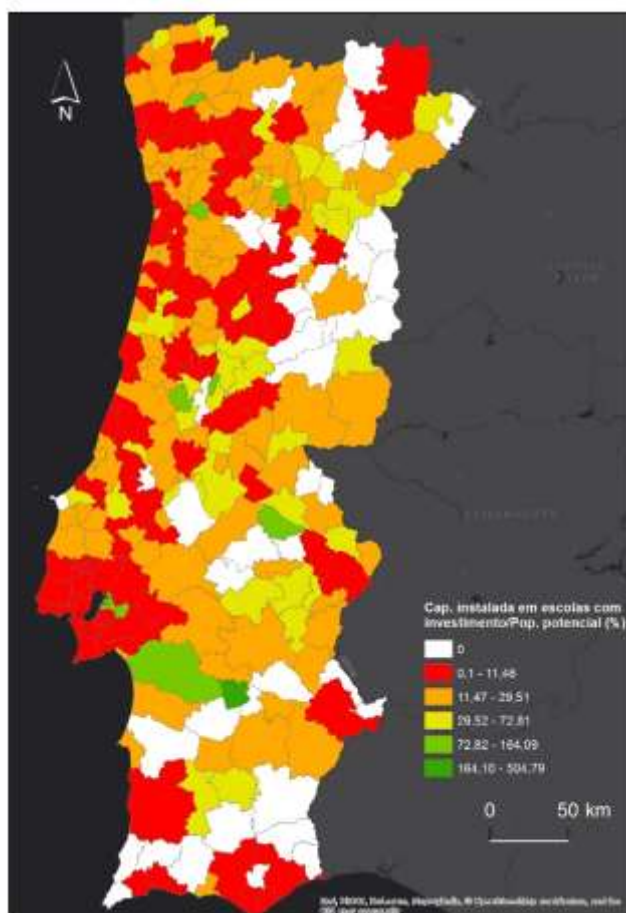 N
Cap. instalada em escolas com
investimento/Pop. potencial (%)
0
0.1 - 11.46
11.47 - 29.51
29.52 - 72.81
72.82 - 164.09
164.10 - 504.79
0 50 km